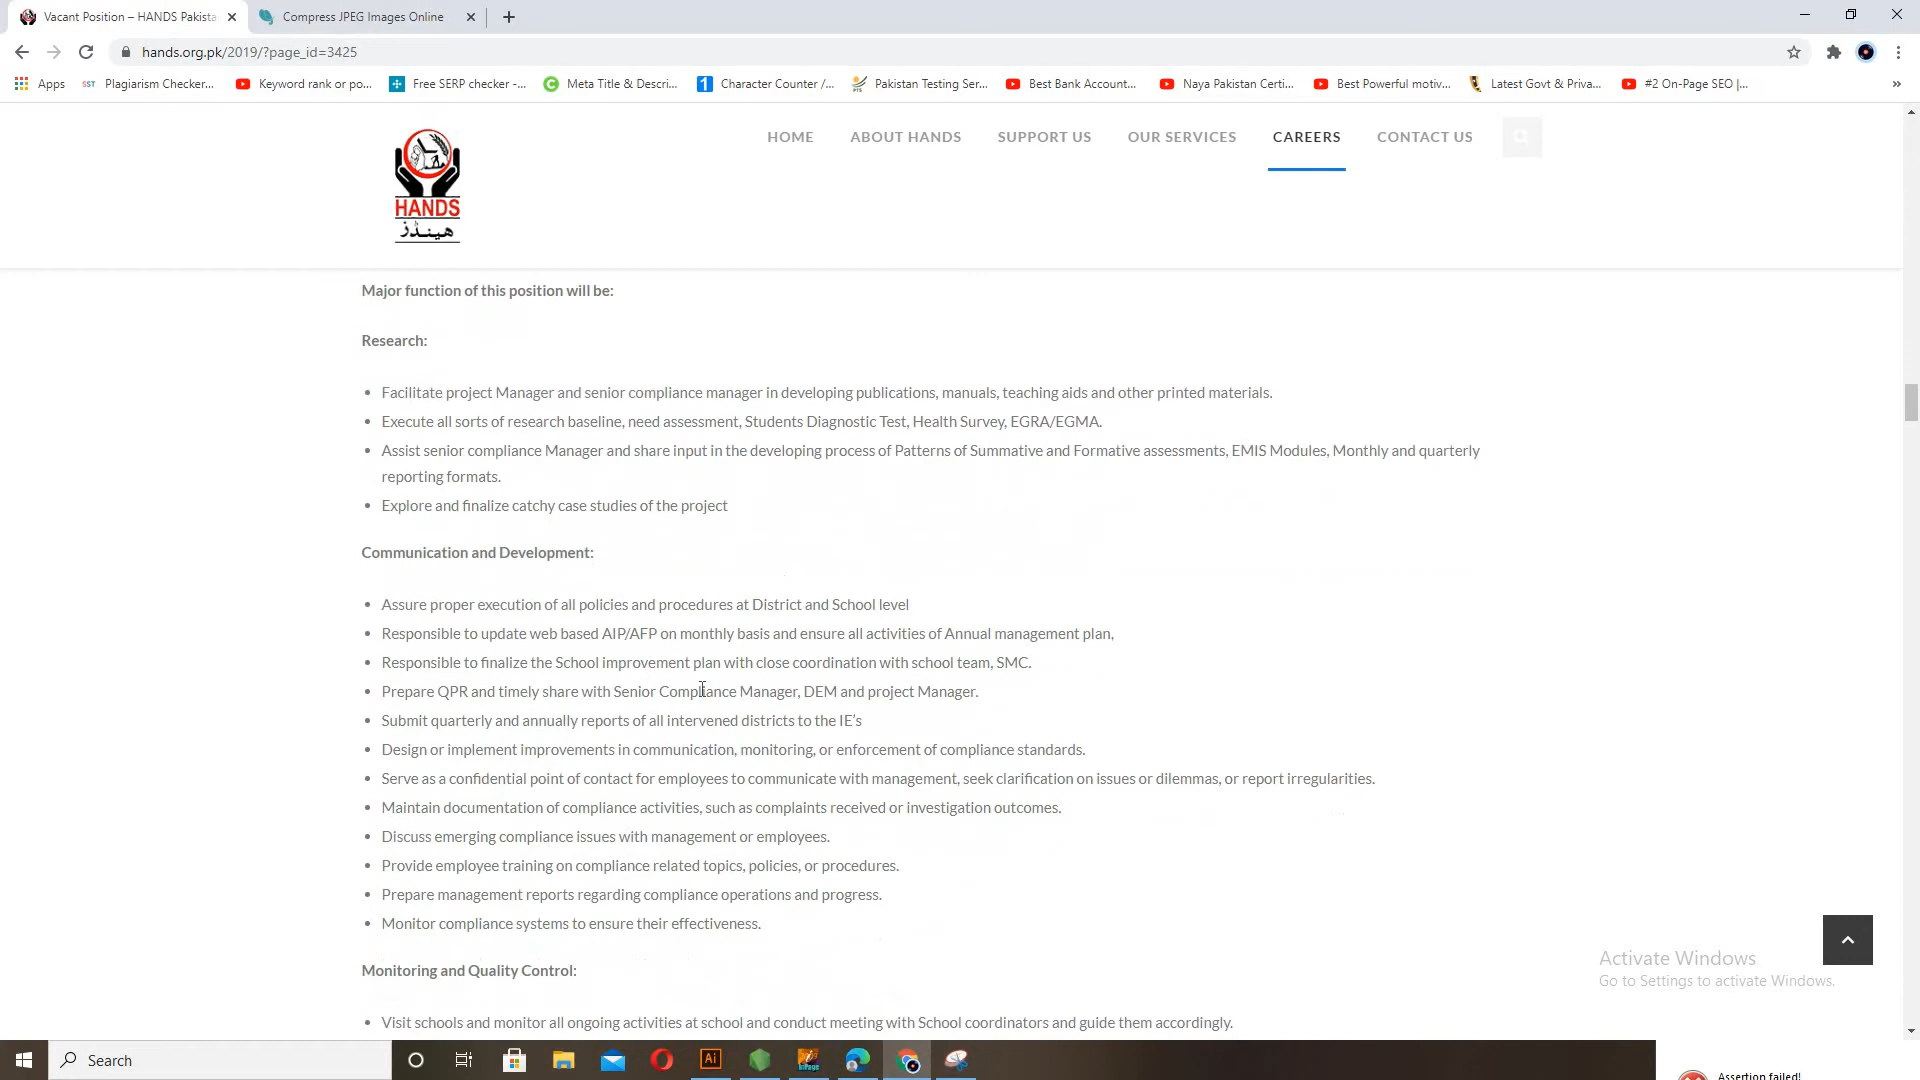 Vacant Position – HANDS Pakista
Compress JPEG Images Online
hands.org.pk/2019/?page_id=3425
Apps
SST Plagiarism Checker...
Keyword rank or po...
Free SERP checker -...
Meta Title & Descri...
1 Character Counter /...
PTS Pakistan Testing Ser...
Best Bank Account...
Naya Pakistan Certi...
Best Powerful motiv...
Latest Govt & Priva...
#2 On-Page SEO |...
»
HOME
ABOUT HANDS
SUPPORT US
OUR SERVICES
CAREERS
CONTACT US
HANDS
ھینڈز
Major function of this position will be:
Research:
• Facilitate project Manager and senior compliance manager in developing publications, manuals, teaching aids and other printed materials.
• Execute all sorts of research baseline, need assessment, Students Diagnostic Test, Health Survey, EGRA/EGMA.
• Assist senior compliance Manager and share input in the developing process of Patterns of Summative and Formative assessments, EMIS Modules, Monthly and quarterly
reporting formats.
• Explore and finalize catchy case studies of the project
Communication and Development:
• Assure proper execution of all policies and procedures at District and School level
• Responsible to update web based AIP/AFP on monthly basis and ensure all activities of Annual management plan,
• Responsible to finalize the School improvement plan with close coordination with school team, SMC.
• Prepare QPR and timely share with Senior Compliance Manager, DEM and project Manager.
• Submit quarterly and annually reports of all intervened districts to the IE’s
• Design or implement improvements in communication, monitoring, or enforcement of compliance standards.
• Serve as a confidential point of contact for employees to communicate with management, seek clarification on issues or dilemmas, or report irregularities.
• Maintain documentation of compliance activities, such as complaints received or investigation outcomes.
• Discuss emerging compliance issues with management or employees.
• Provide employee training on compliance related topics, policies, or procedures.
• Prepare management reports regarding compliance operations and progress.
• Monitor compliance systems to ensure their effectiveness.
Activate Windows
Go to Settings to activate Windows.
Monitoring and Quality Control:
• Visit schools and monitor all ongoing activities at school and conduct meeting with School coordinators and guide them accordingly.
Search
Ai
InPage
Assertion failed!